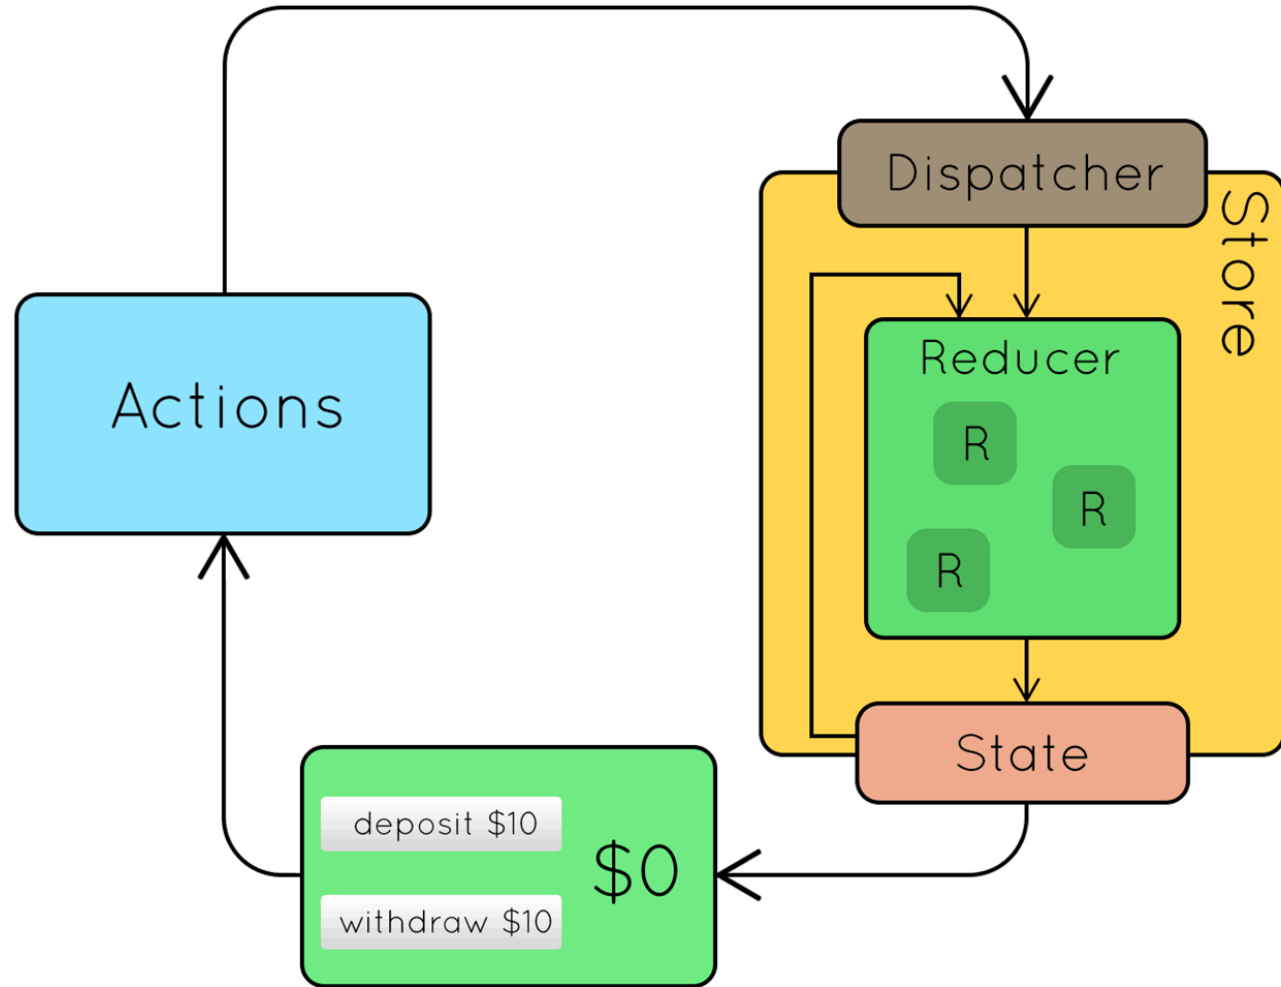 Dispatcher
Store
Reducer
R
R
R
Actions
State
deposit $10
$0
withdraw $10